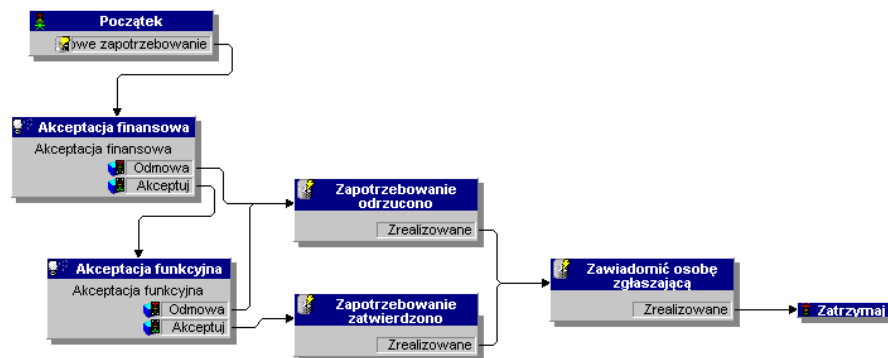 Początek
owe zapotrzebowanie
Akceptacja finansowa
Akceptacja finansowa
Odmowa
Akceptuj
Akceptacja funkcyjna
Akceptacja funkcyjna
Odmowa
Akceptuj
Zapotrzebowanie
odrzucono
Zrealizowane
Zapotrzebowanie
zatwierdzono
Zrealizowane
Zawiadomić osobę
zgłaszającą
Zrealizowane
Zatrzymaj